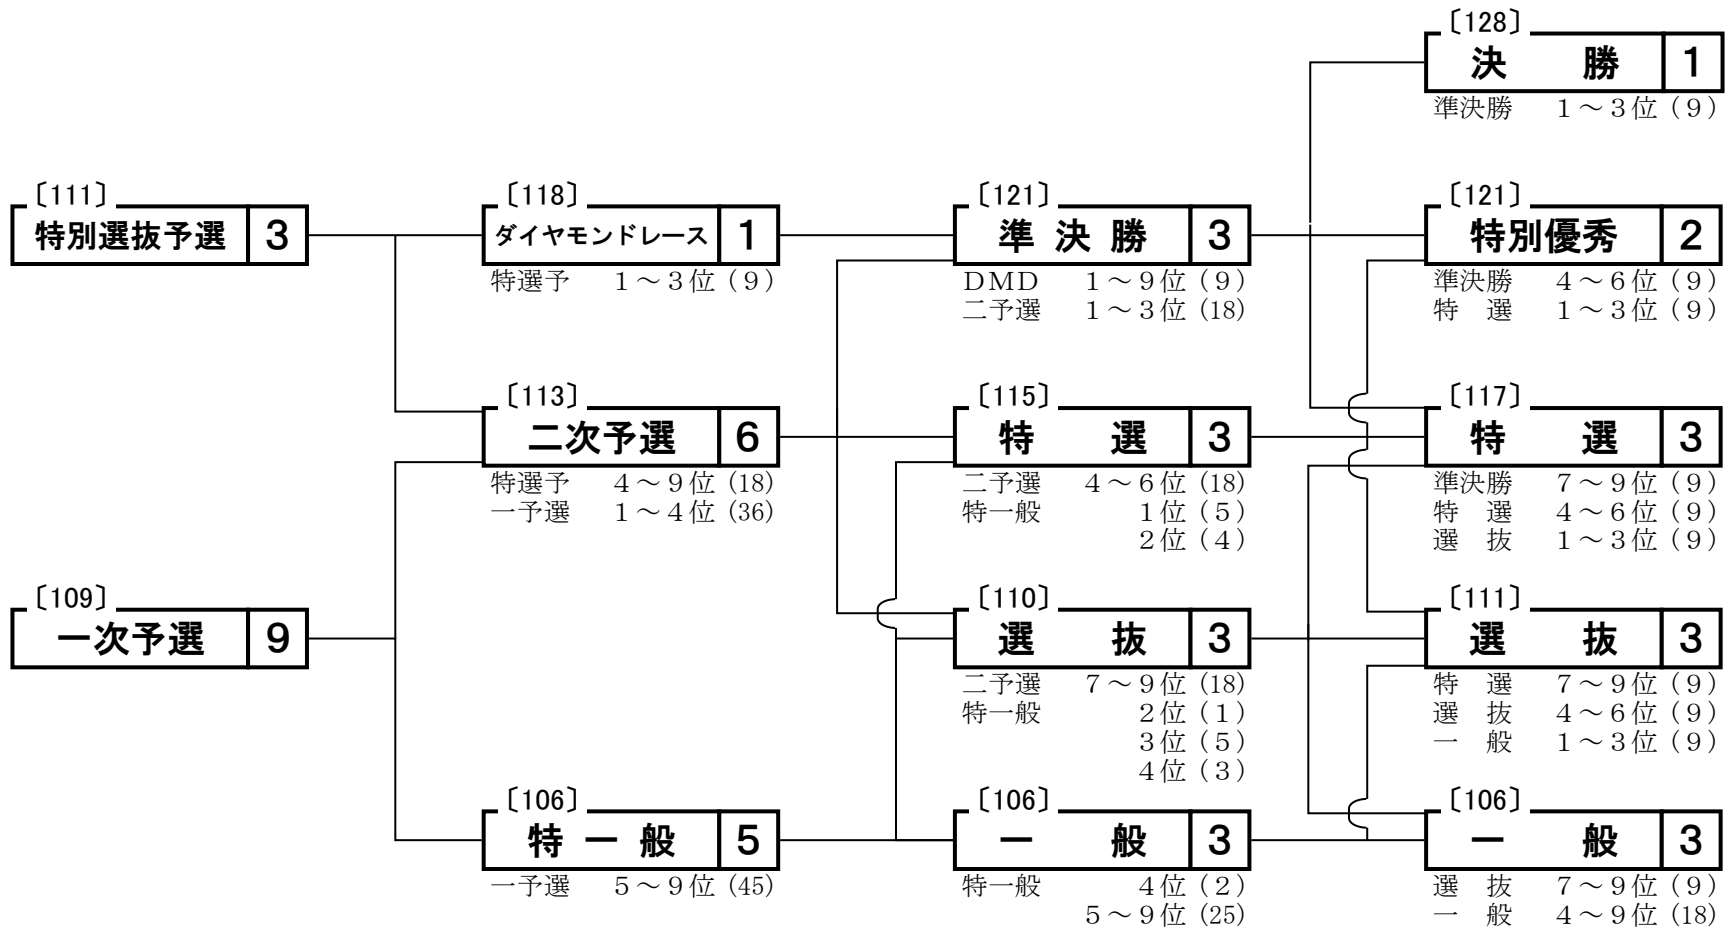 〔111〕
特別選抜予選 3
〔109〕
一次予選 9
〔118〕
ダイヤモンドレース 1
特選予 1～3位(9)
〔113〕
二次予選 6
特選予 4～9位(18)
一予選 1～4位(36)
〔106〕
特一般 5
一予選 5～9位(45)
〔121〕
準決勝 3
DMD 1～9位(9)
二予選 1～3位(18)
〔115〕
特選 3
二予選 4～6位(18)
特一般 1位(5)
2位(4)
〔110〕
選抜 3
二予選 7～9位(18)
特一般 2位(1)
3位(5)
4位(3)
〔106〕
一般 3
特一般 4位(2)
5～9位(25)
〔128〕
決勝 1
準決勝 1～3位(9)
〔121〕
特別優秀 2
準決勝 4～6位(9)
特選 1～3位(9)
〔117〕
特選 3
準決勝 7～9位(9)
特選 4～6位(9)
選抜 1～3位(9)
〔111〕
選抜 3
特選 7～9位(9)
選抜 4～6位(9)
一般 1～3位(9)
〔106〕
一般 3
選抜 7～9位(9)
一般 4～9位(18)